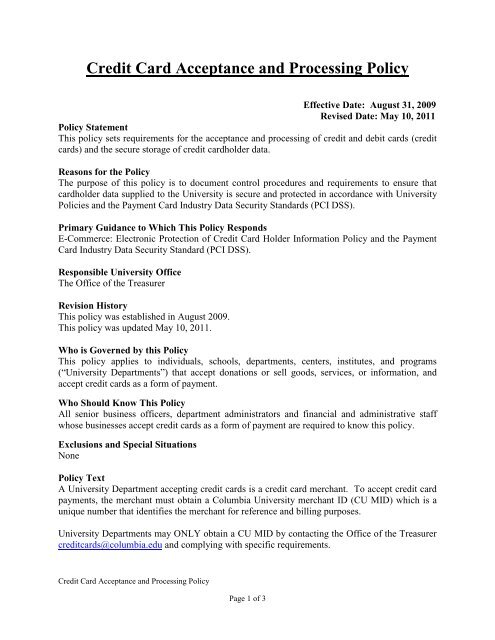 Credit Card Acceptance and Processing Policy
Effective Date: August 31, 2009
Revised Date: May 10, 2011
Policy Statement
This policy sets requirements for the acceptance and processing of credit and debit cards (credit
cards) and the secure storage of credit cardholder data.
Reasons for the Policy
The purpose of this policy is to document control procedures and requirements to ensure that
cardholder data supplied to the University is secure and protected in accordance with University
Policies and the Payment Card Industry Data Security Standards (PCI DSS).
Primary Guidance to Which This Policy Responds
E-Commerce: Electronic Protection of Credit Card Holder Information Policy and the Payment
Card Industry Data Security Standard (PCI DSS).
Responsible University Office
The Office of the Treasurer
Revision History
This policy was established in August 2009.
This policy was updated May 10, 2011.
Who is Governed by this Policy
This policy applies to individuals, schools, departments, centers, institutes, and programs
(“University Departments”) that accept donations or sell goods, services, or information, and
accept credit cards as a form of payment.
Who Should Know This Policy
All senior business officers, department administrators and financial and administrative staff
whose businesses accept credit cards as a form of payment are required to know this policy.
Exclusions and Special Situations
None
Policy Text
A University Department accepting credit cards is a credit card merchant. To accept credit card
payments, the merchant must obtain a Columbia University merchant ID (CU MID) which is a
unique number that identifies the merchant for reference and billing purposes.
University Departments may ONLY obtain a CU MID by contacting the Office of the Treasurer
creditcards@columbia.edu and complying with specific requirements.
Credit Card Acceptance and Processing Policy
Page 1 of 3